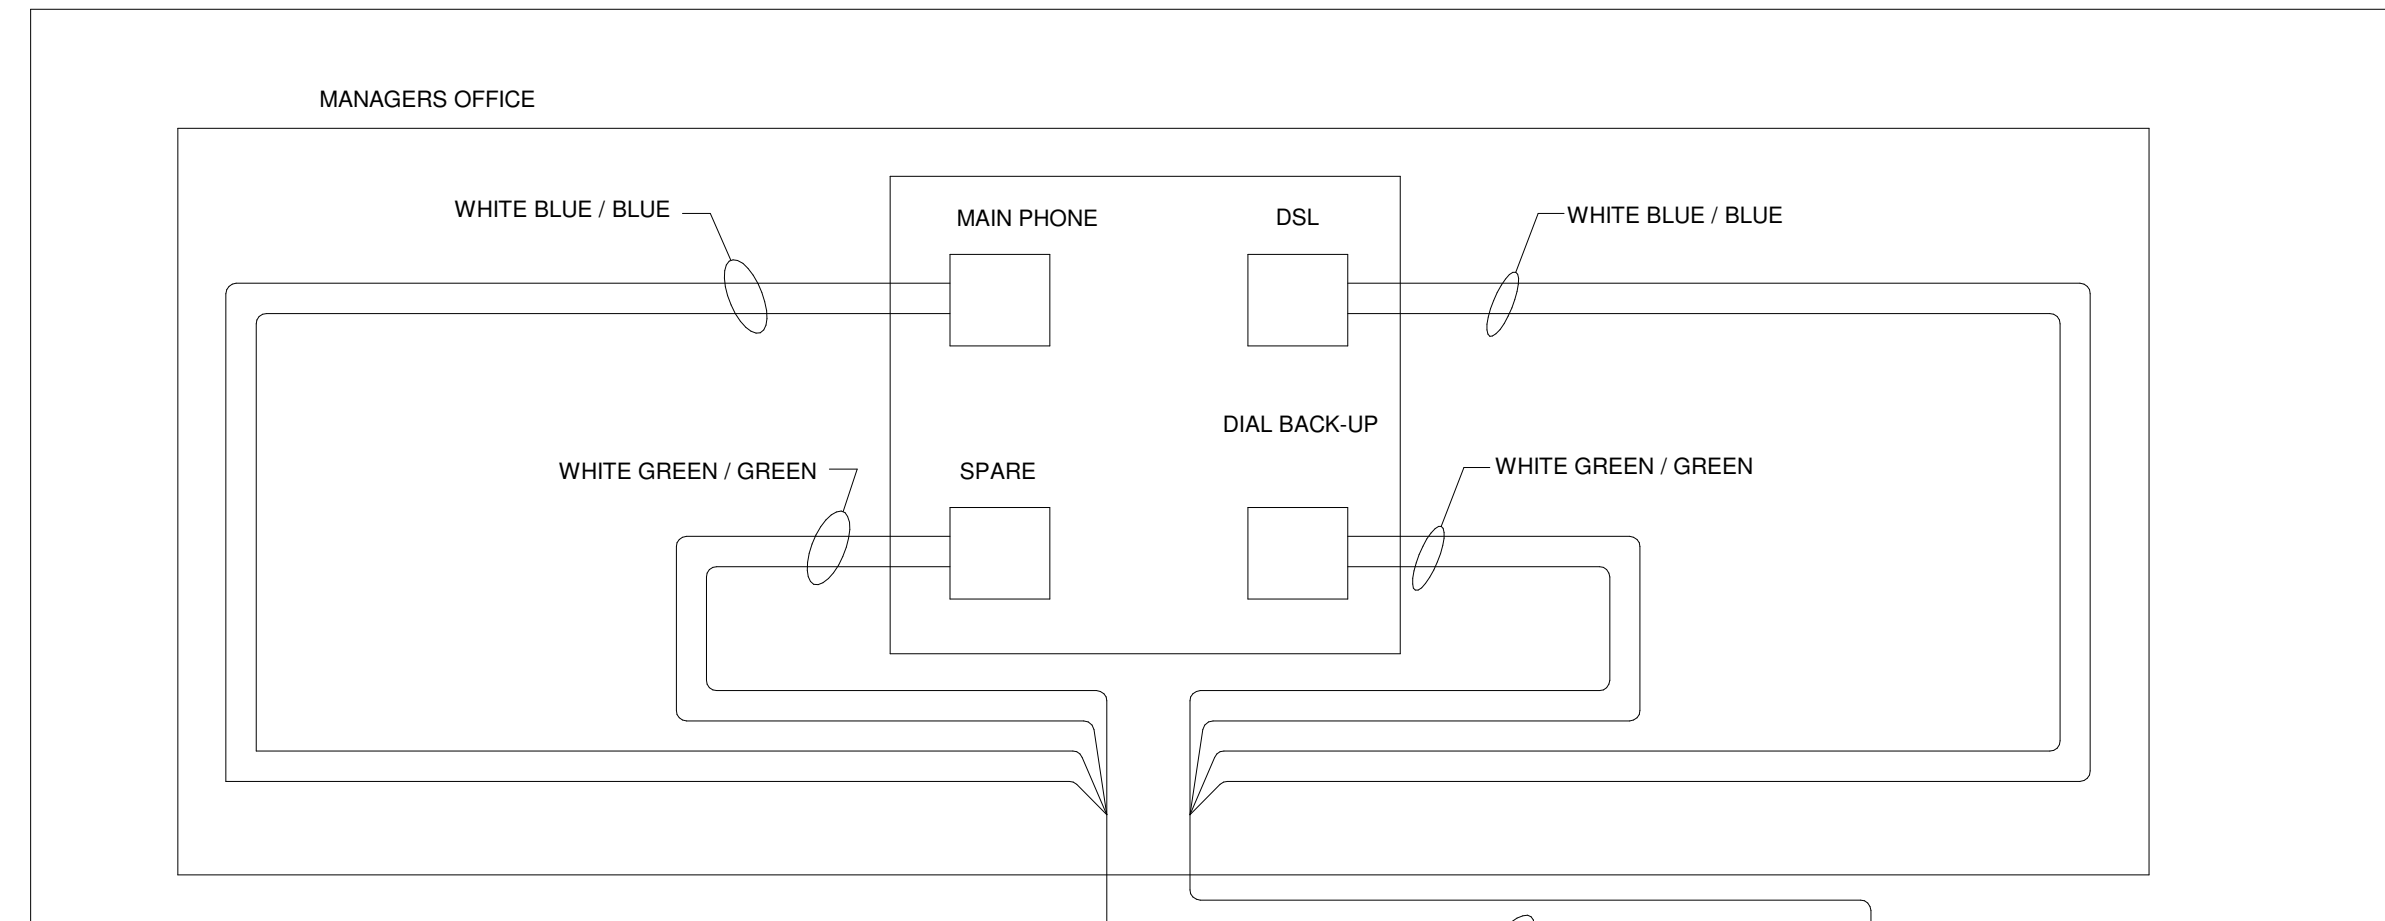 MANAGERS OFFICE
WHITE BLUE / BLUE
MAIN PHONE
DSL
WHITE BLUE / BLUE
DIAL BACK-UP
WHITE GREEN / GREEN
SPARE
WHITE GREEN / GREEN